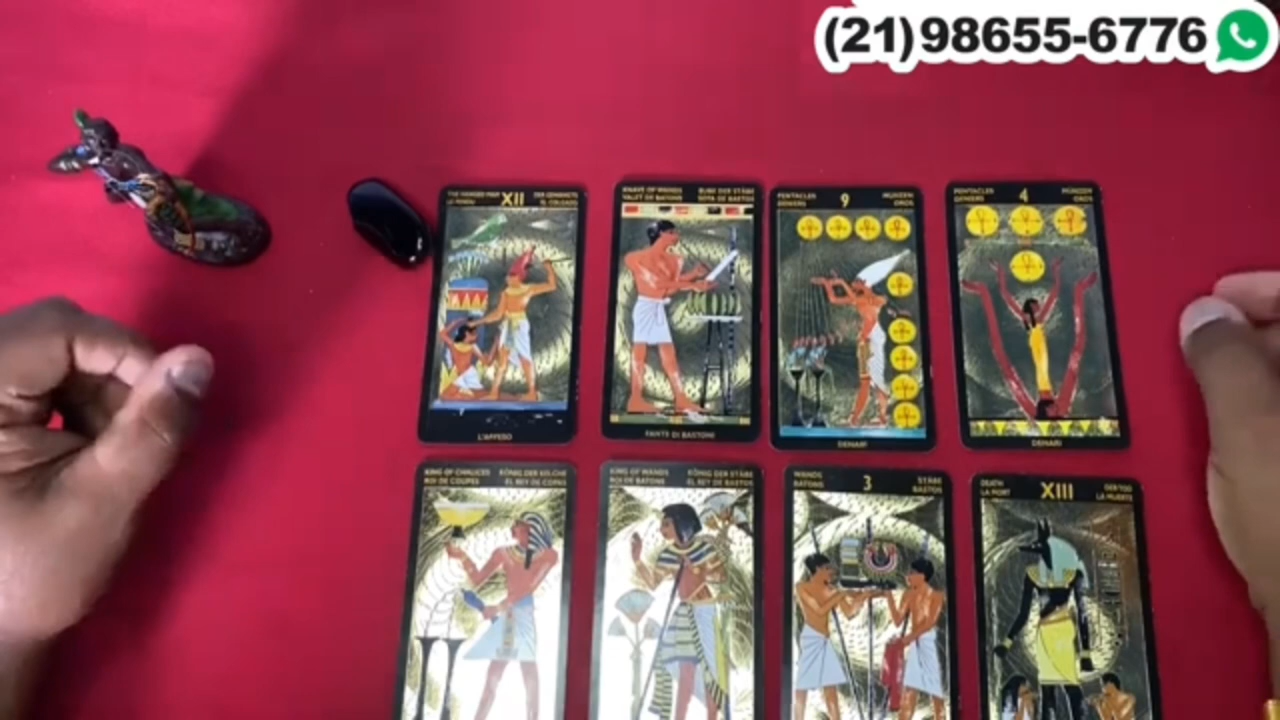 (21)98655-6776
THE HANGED MAN
LE PENDU
XII
EL COLGADO
L'APPESO
KNAVE OF WANDS
VALET DE BATONS
BUBE DER STÄBE
SOTA DE BASTOS
FANTE DI BASTONI
PENTACLES
DENIERS
9
MÜNZEN
OROS
DENARI
PENTACLES
DENIERS
4
MÜNZEN
OROS
DENARI
KING OF CHALICES
ROI DE COUPES
KÖNIG DER KELCHE
EL REY DE COPAS
KING OF WANDS
ROI DE BATONS
KÖNIG DER STÄBE
EL REY DE BASTOS
WANDS
BATONS
3
STÄBE
BASTOS
DEATH
LA MORT
XIII
DER TOD
LA MUERTE